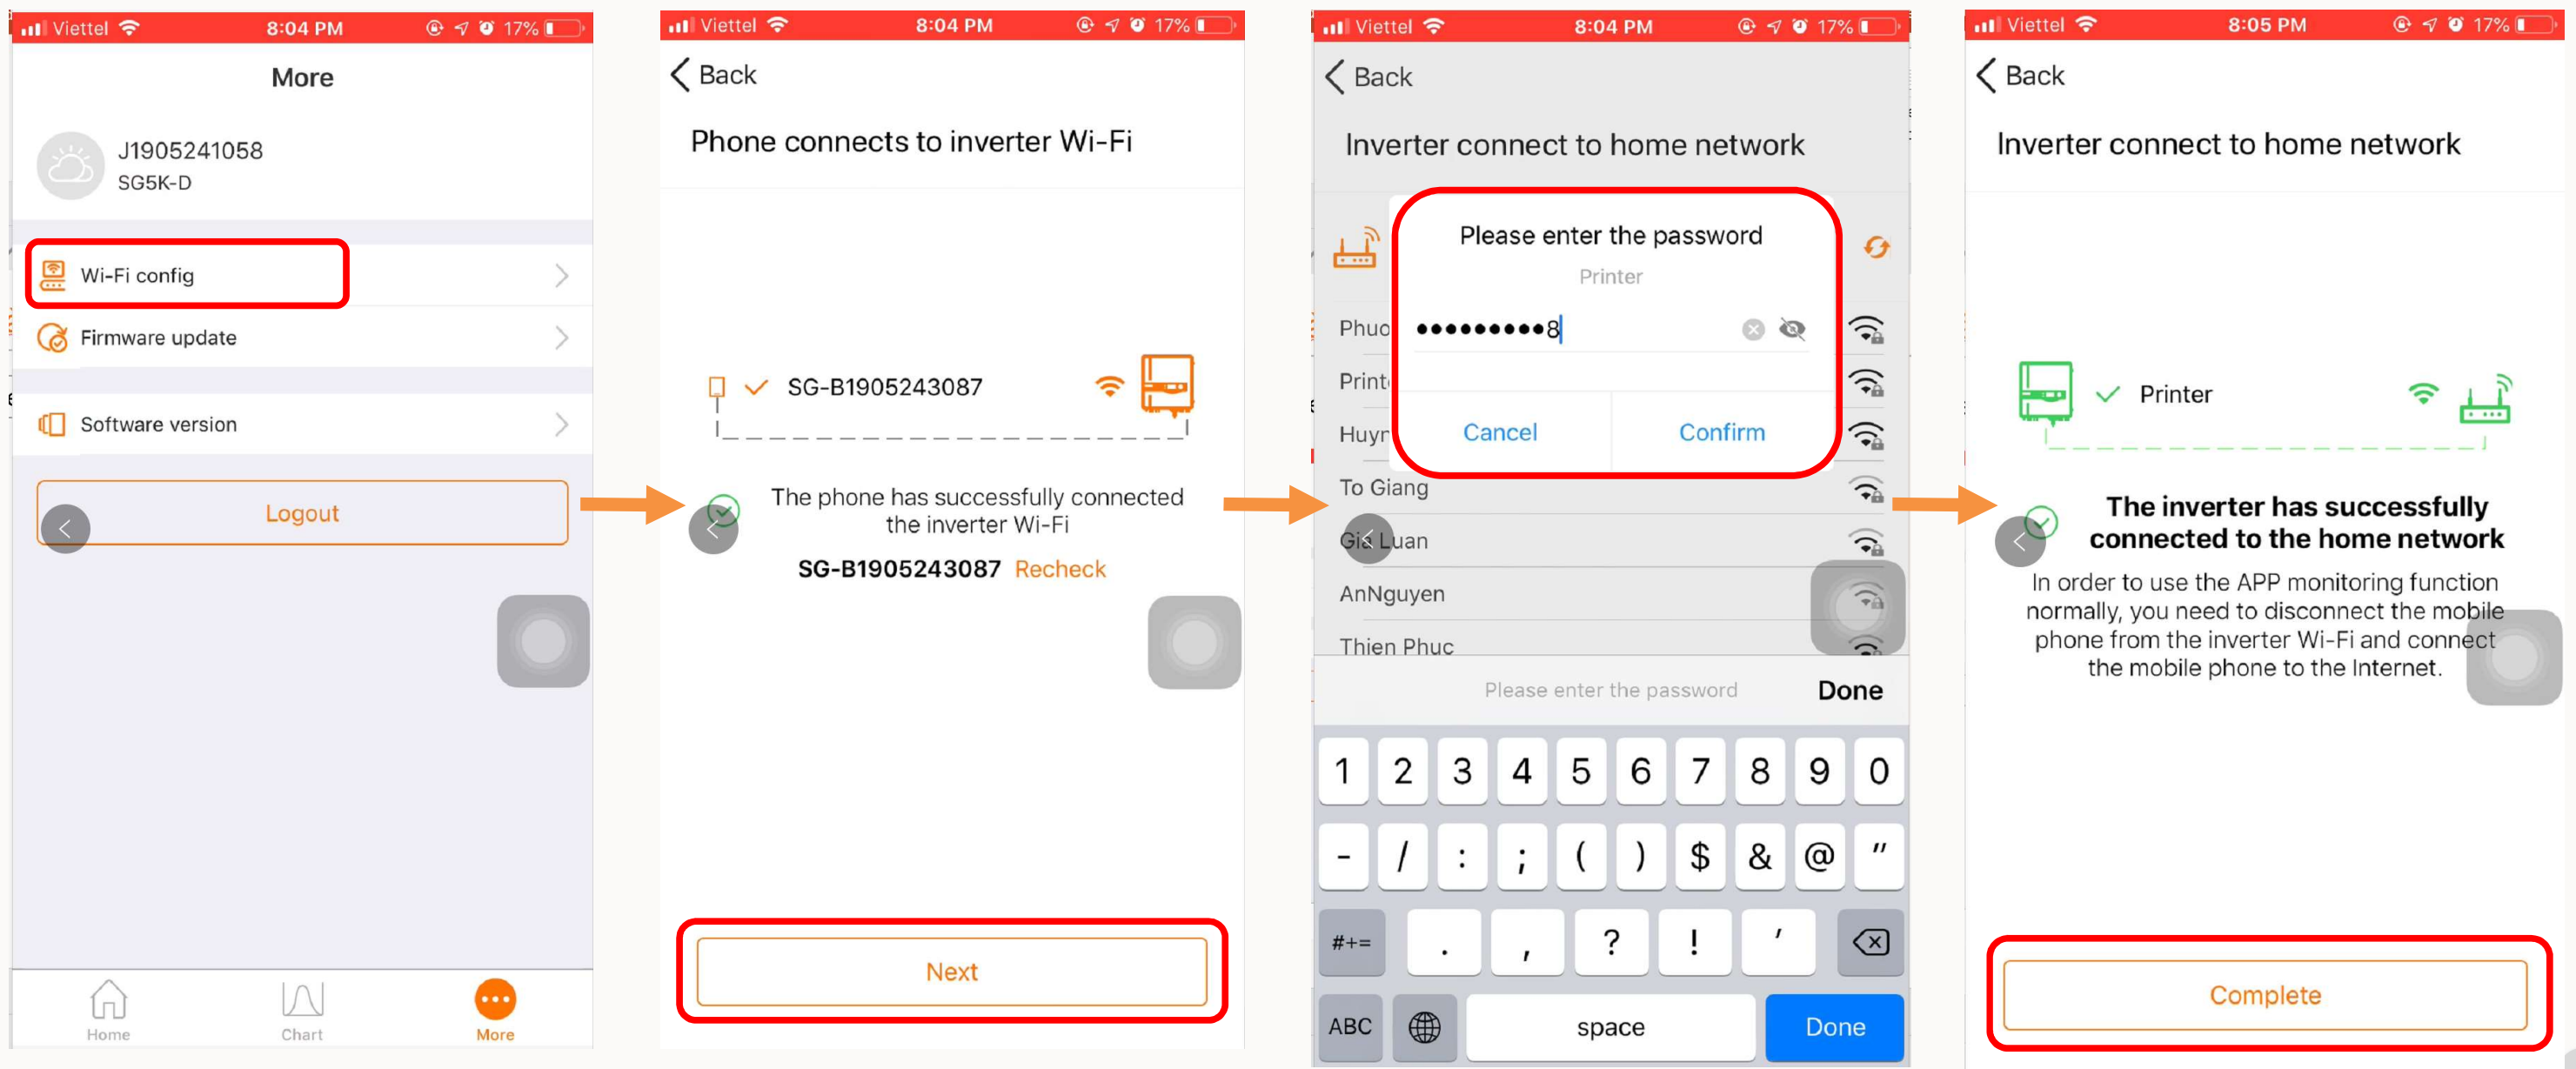 Viettel 8:04 PM 17%
More
J1905241058
SG5K-D
Wi-Fi config
Firmware update
Software version
Logout
Home Chart More
Viettel 8:04 PM 17%
Back
Phone connects to inverter Wi-Fi
SG-B1905243087
The phone has successfully connected
the inverter Wi-Fi
SG-B1905243087 Recheck
Next
Viettel 8:04 PM 17%
Back
Inverter connect to home network
Please enter the password
Printer
Phuo ●●●●●●●●●8
Print
Huyn Cancel Confirm
To Giang
Gia Luan
AnNguyen
Thien Phuc
Please enter the password Done
1 2 3 4 5 6 7 8 9 0
- / : ; ( ) $ & @ "
#+= . , ? ! '
ABC space Done
Viettel 8:05 PM 17%
Back
Inverter connect to home network
Printer
The inverter has successfully
connected to the home network
In order to use the APP monitoring function
normally, you need to disconnect the mobile
phone from the inverter Wi-Fi and connect
the mobile phone to the Internet.
Complete